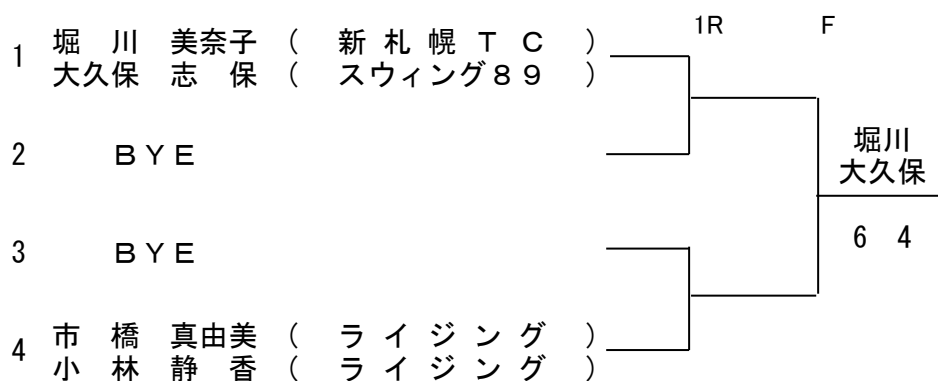 1R F
1 堀 川 美奈子 ( 新 札 幌 T C )
大久保 志 保 ( スウィング89 )
2 BYE
堀川
大久保
3 BYE
6 4
4 市 橋 真由美 ( ラ イ ジ ン グ )
小 林 静 香 ( ラ イ ジ ン グ )